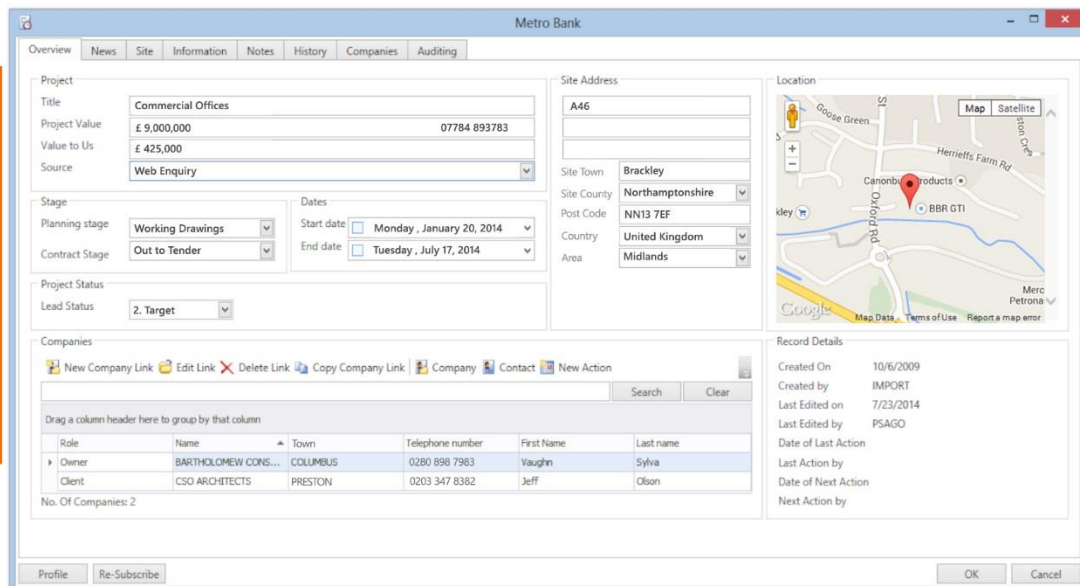 Metro Bank
Overview News Site Information Notes History Companies Auditing
Project
Title Commercial Offices
Project Value £ 9,000,000 07784 893783
Value to Us £ 425,000
Source Web Enquiry
Stage
Planning stage Working Drawings
Contract Stage Out to Tender
Dates
Start date Monday , January 20, 2014
End date Tuesday , July 17, 2014
Project Status
Lead Status 2. Target
Site Address
A46
Site Town Brackley
Site County Northamptonshire
Post Code NN13 7EF
Country United Kingdom
Area Midlands
Location
Map Satellite
Goose Green
St
ston Cres
Herrieffs Farm Rd
Canonbu roducts
kley
Oxford Rd
BBR GTI
Merc
Petrona
Google
Map Data Terms of Use Report a map error
Companies
New Company Link Edit Link Delete Link Copy Company Link Company Contact New Action
Search Clear
Drag a column header here to group by that column
Role Name Town Telephone number First Name Last name
Owner BARTHOLOMEW CONS... COLUMBUS 0280 898 7983 Vaughn Sylva
Client CSO ARCHITECTS PRESTON 0203 347 8382 Jeff Olson
No. Of Companies: 2
Record Details
Created On 10/6/2009
Created by IMPORT
Last Edited on 7/23/2014
Last Edited by PSAGO
Date of Last Action
Last Action by
Date of Next Action
Next Action by
Profile Re-Subscribe OK Cancel